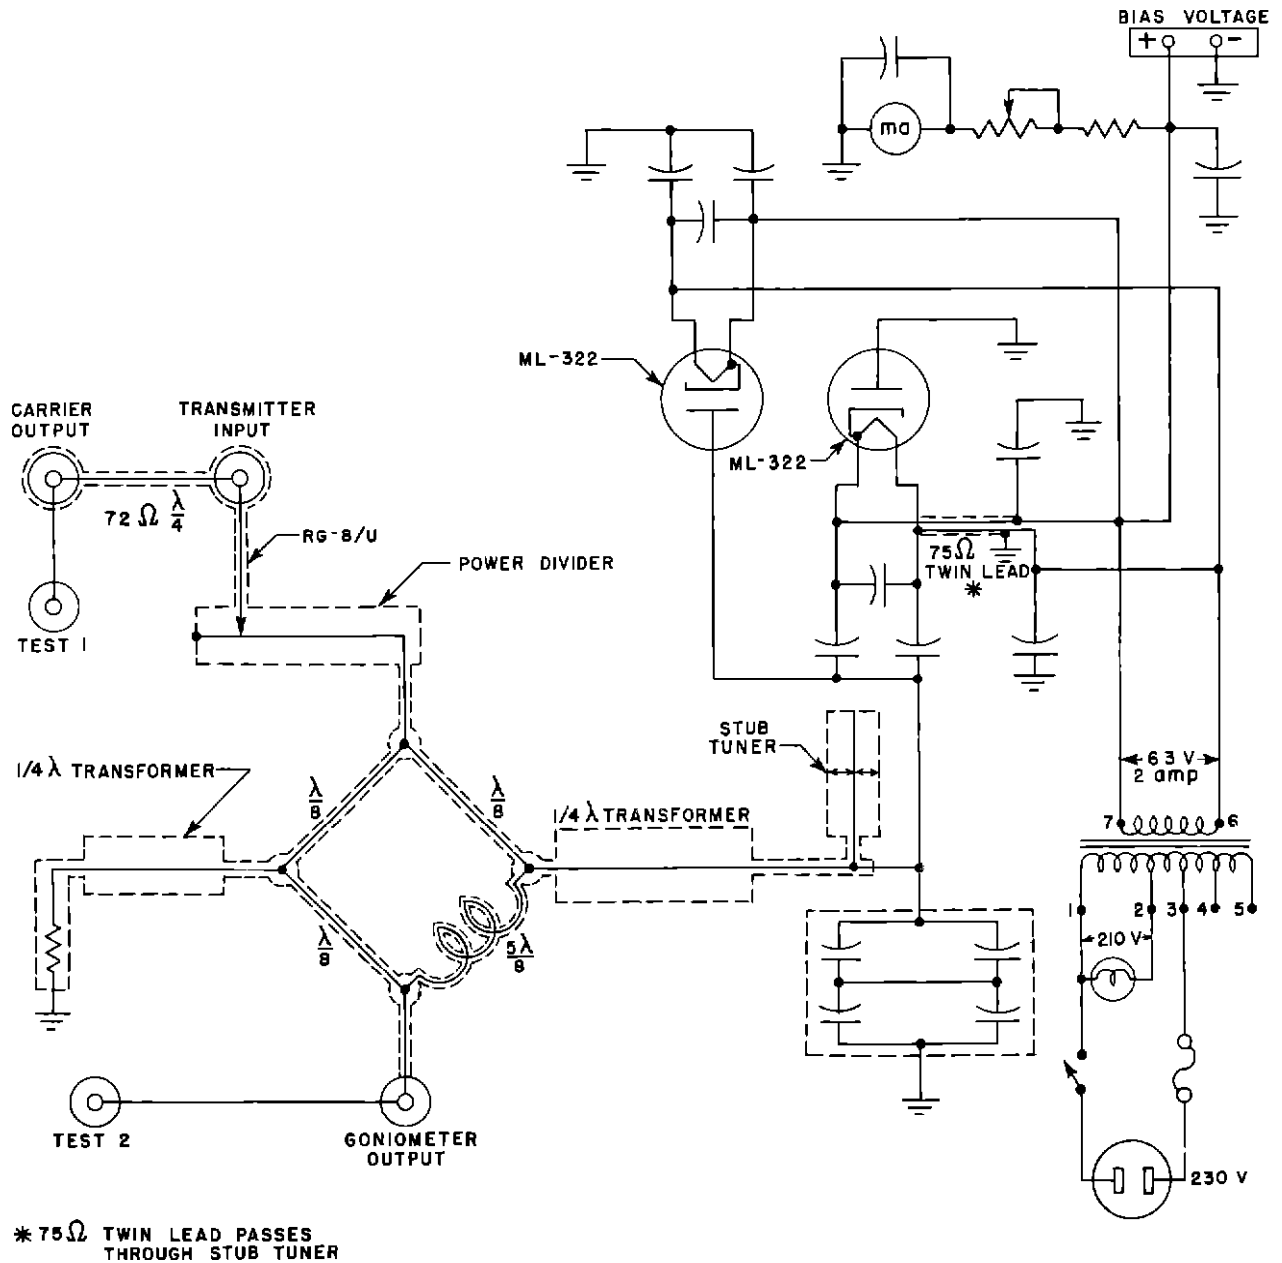 BIAS VOLTAGE
+ -
ma
ML-322
ML-322
CARRIER
OUTPUT
TRANSMITTER
INPUT
72 Ω λ/4
RG-8/U
POWER DIVIDER
TEST 1
75Ω
TWIN LEAD
*
STUB
TUNER
1/4 λ TRANSFORMER
λ/8
λ/8
1/4 λ TRANSFORMER
6.3 V
2 amp
7 6
1 2 3 4 5
210 V
λ/8
5λ/8
TEST 2
GONIOMETER
OUTPUT
230 V
* 75Ω TWIN LEAD PASSES
THROUGH STUB TUNER